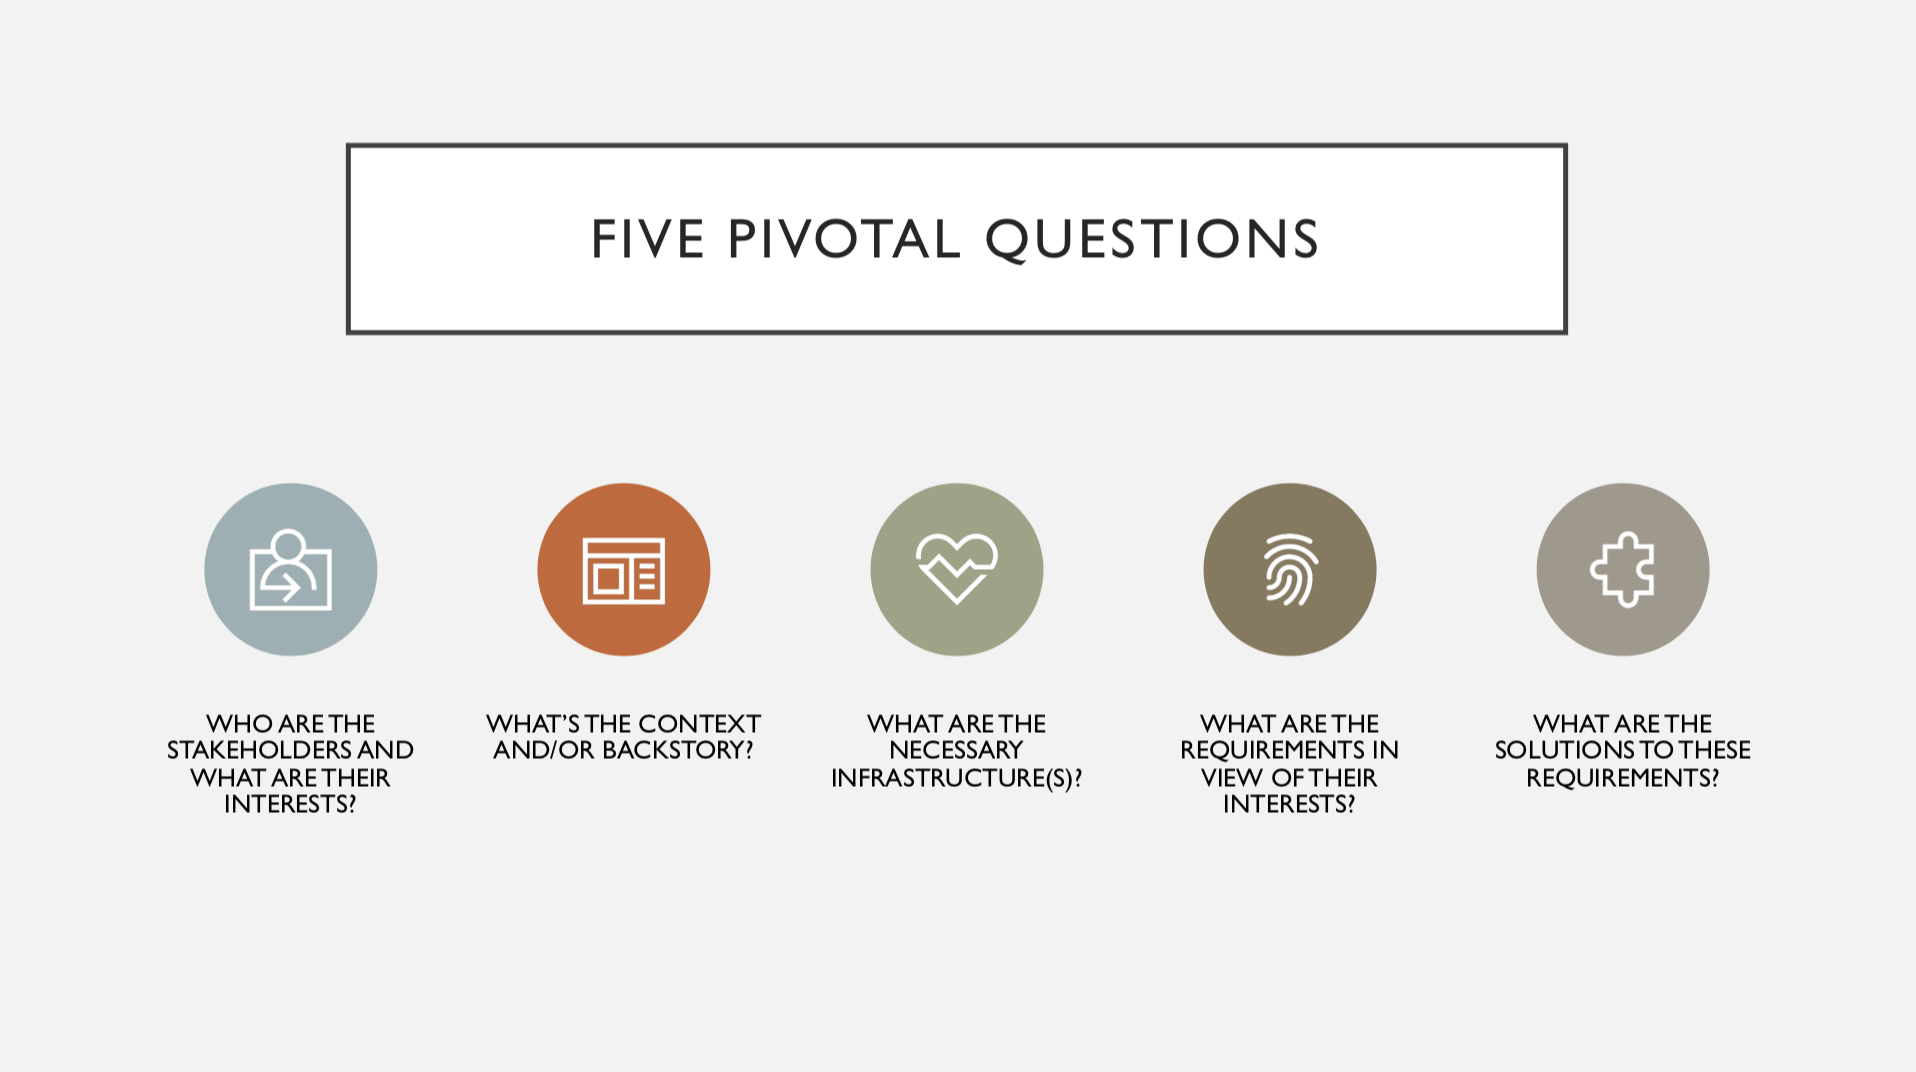 FIVE PIVOTAL QUESTIONS
WHO ARE THE
STAKEHOLDERS AND
WHAT ARE THEIR
INTERESTS?
WHAT’S THE CONTEXT
AND/OR BACKSTORY?
WHAT ARE THE
NECESSARY
INFRASTRUCTURE(S)?
WHAT ARE THE
REQUIREMENTS IN
VIEW OF THEIR
INTERESTS?
WHAT ARE THE
SOLUTIONS TO THESE
REQUIREMENTS?